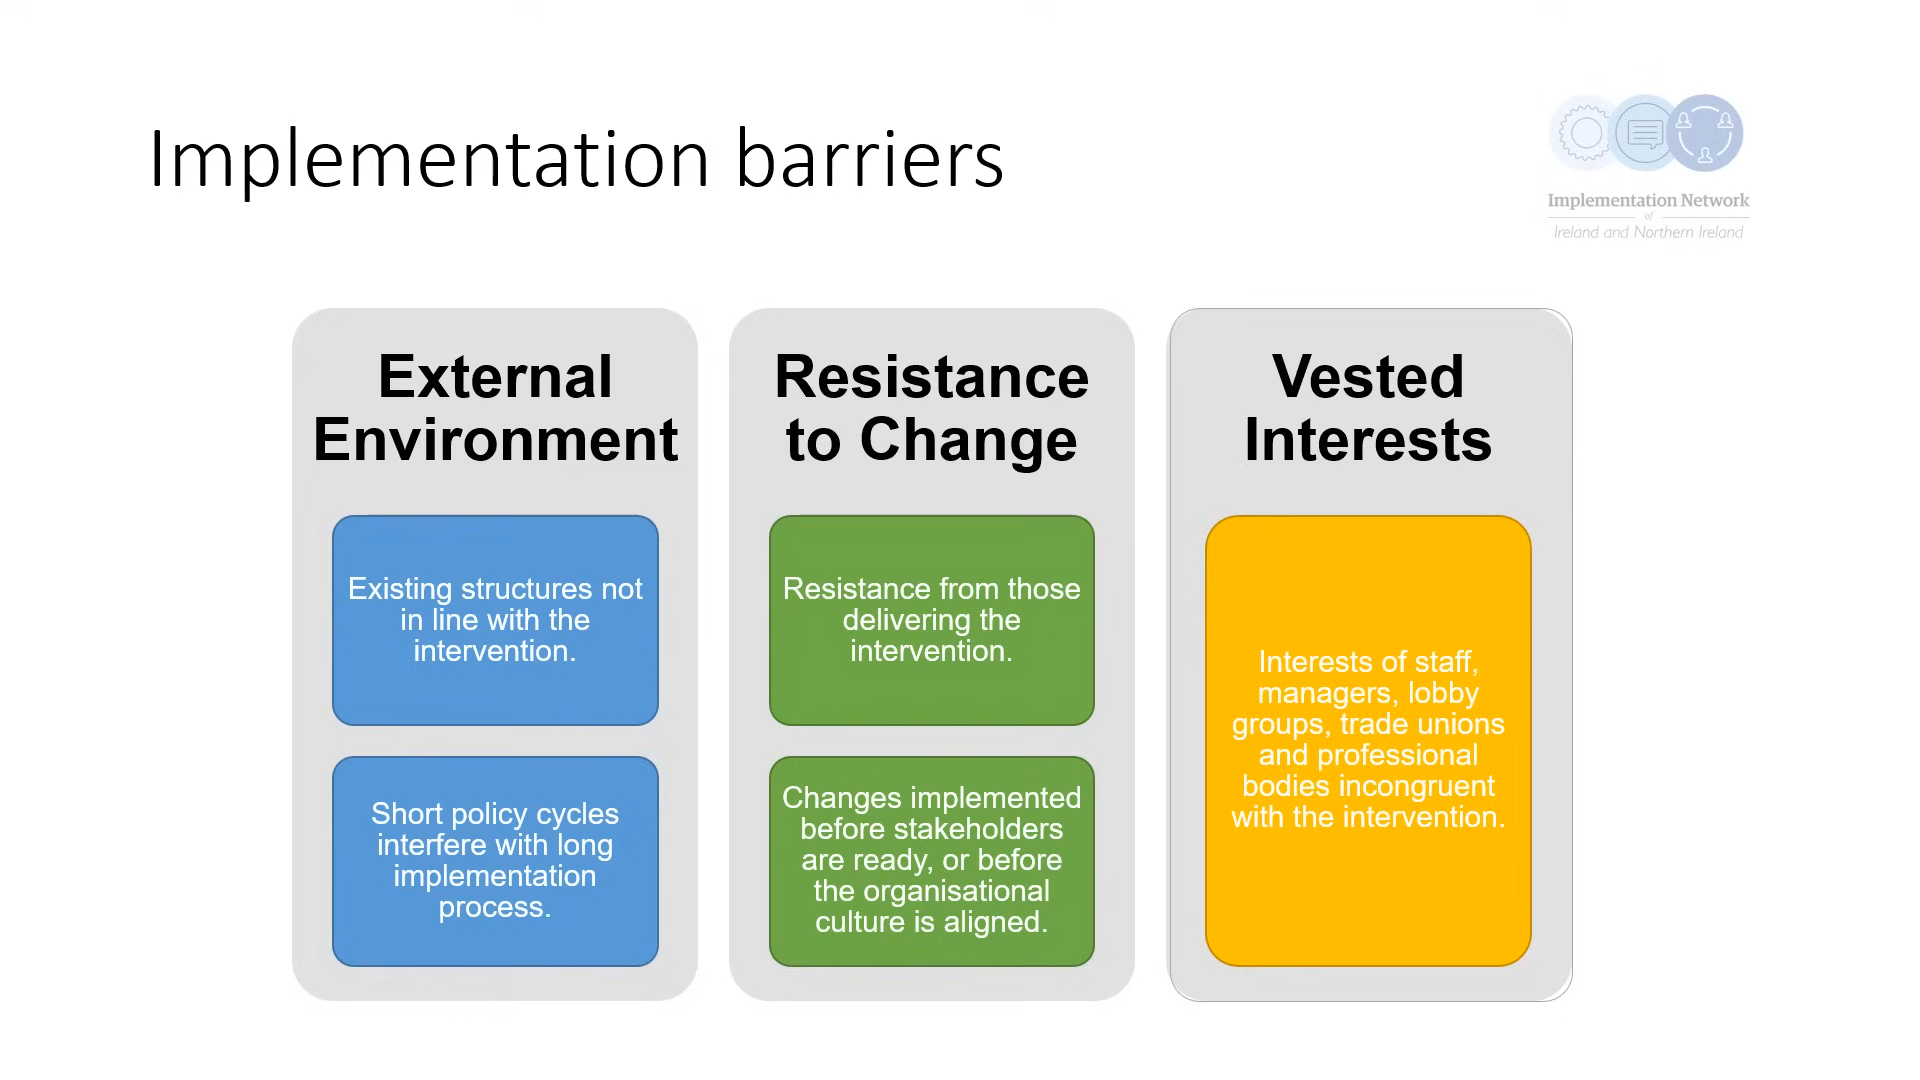 Implementation barriers
Implementation Network
of
Ireland and Northern Ireland
External
Environment
Existing structures not
in line with the
intervention.
Short policy cycles
interfere with long
implementation
process.
Resistance
to Change
Resistance from those
delivering the
intervention.
Changes implemented
before stakeholders
are ready, or before
the organisational
culture is aligned.
Vested
Interests
Interests of staff,
managers, lobby
groups, trade unions
and professional
bodies incongruent
with the intervention.